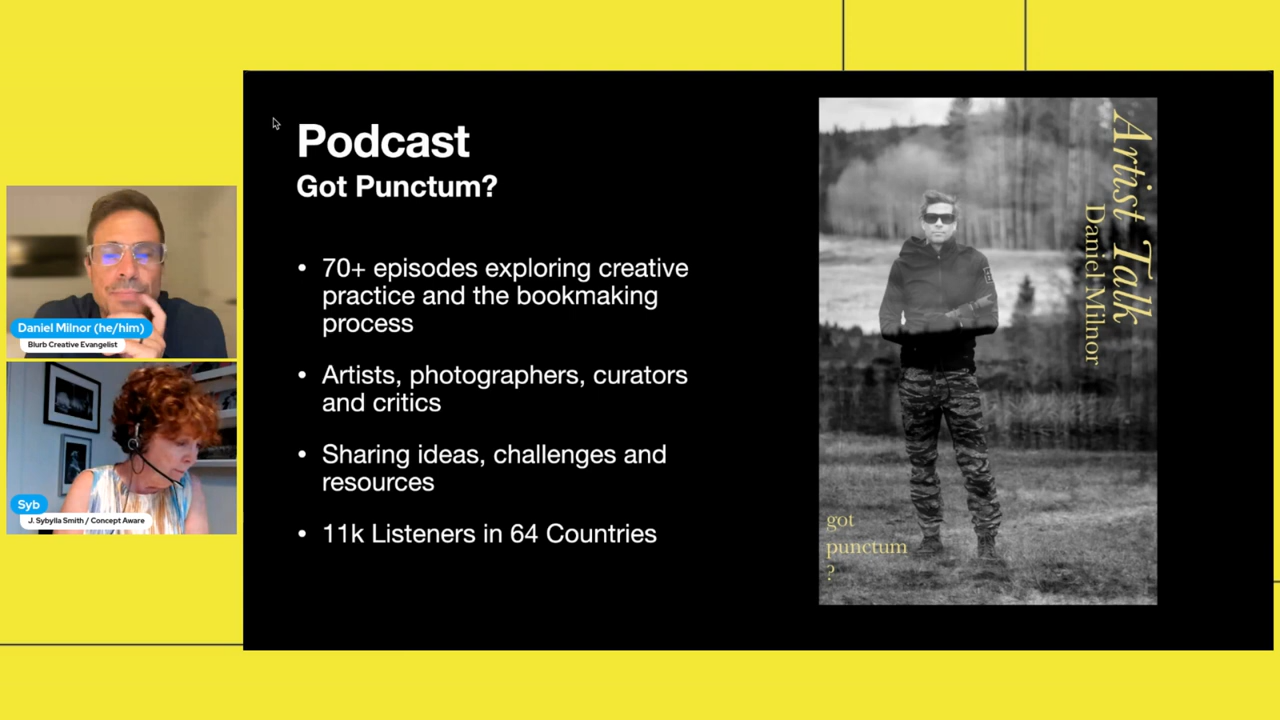 Podcast
Got Punctum?
• 70+ episodes exploring creative
practice and the bookmaking
process
• Artists, photographers, curators
and critics
• Sharing ideas, challenges and
resources
• 11k Listeners in 64 Countries
Artist Talk
Daniel Milnor
got
punctum
?
Daniel Milnor (he/him)
Blurb Creative Evangelist
Syb
J. Sybylla Smith / Concept Aware